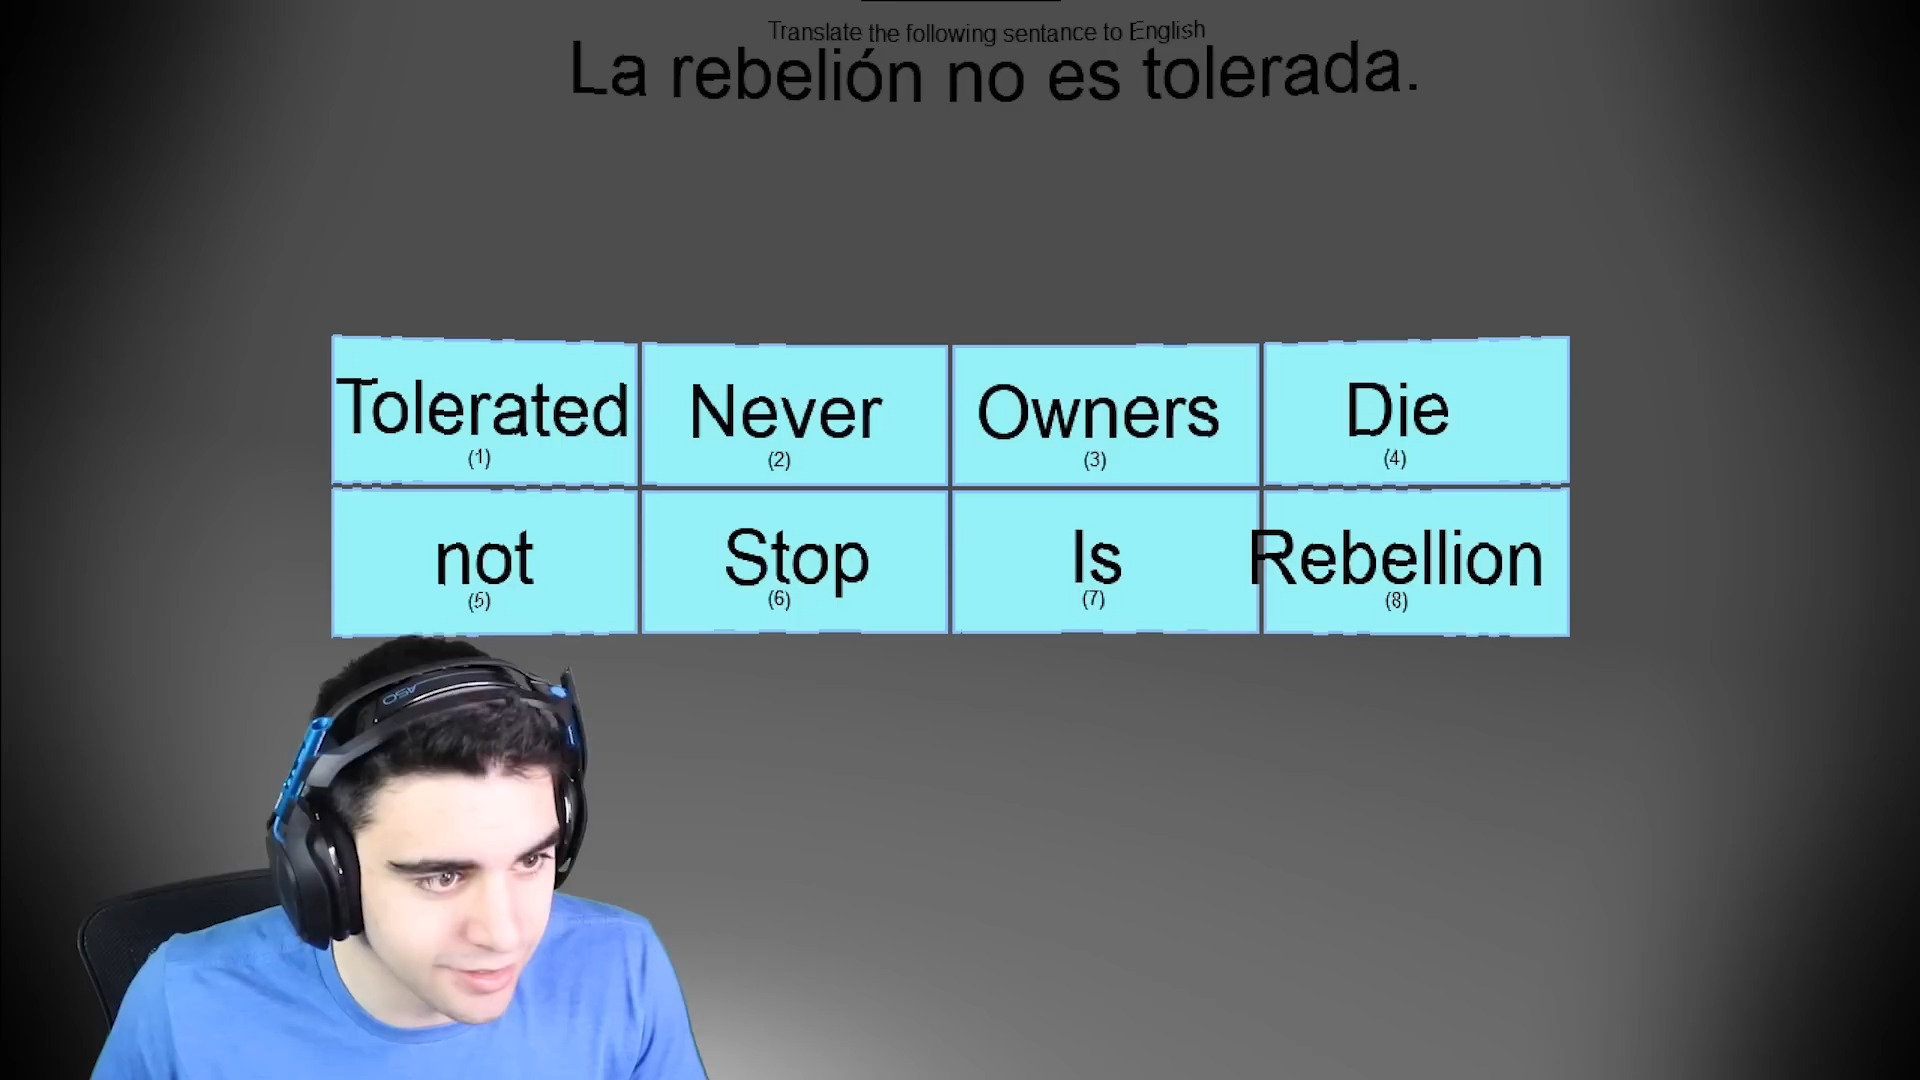 Translate the following sentance to English
La rebelión no es tolerada.
Tolerated Never Owners Die
(1) (2) (3) (4)
not Stop Is Rebellion
(5) (6) (7) (8)
A50